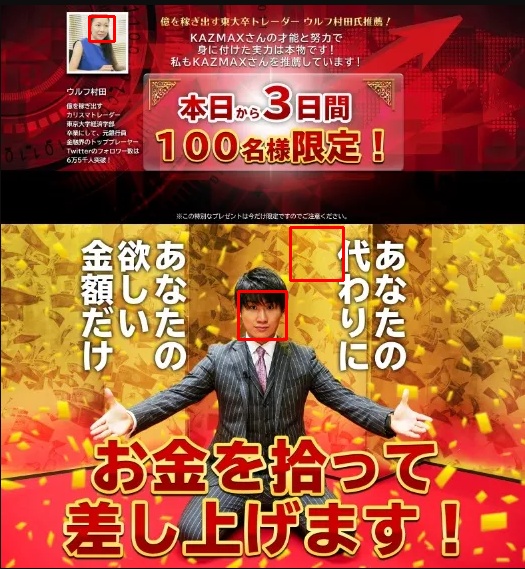 億を稼ぎ出す東大卒トレーダー ウルフ村田氏推薦！
KAZMAXさんの才能と努力で
身に付けた実力は本物です！
私もKAZMAXさんを推薦しています！
ウルフ村田
億を稼ぎ出す
カリスマトレーダー
東京大学経済学部
卒業にして、元銀行員
金融界のトッププレーヤー
Twitterのフォロワー数は
6万5千人突破！
本日から3日間
100名様限定！
※この特別なプレゼントは今だけ限定ですのでご注意ください。
あなたの
代わりに
あなたの
欲しい
金額だけ
お金を拾って
差し上げます！